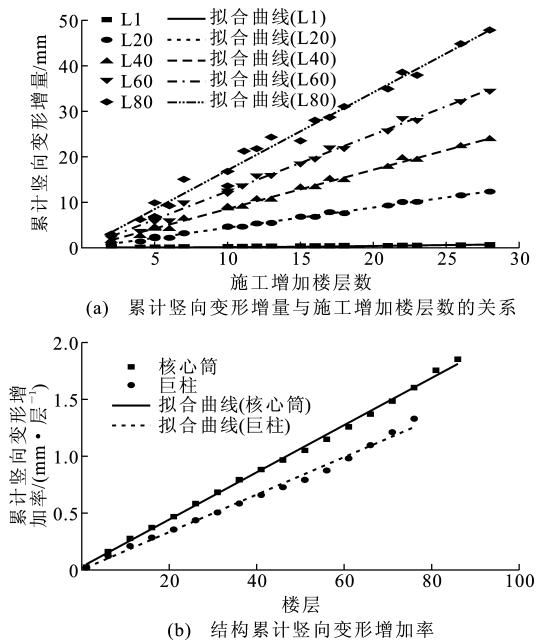 累计竖向变形增量/mm
50
40
30
20
10
0
L1 拟合曲线(L1)
L20 拟合曲线(L20)
L40 拟合曲线(L40)
L60 拟合曲线(L60)
L80 拟合曲线(L80)
0 5 10 15 20 25 30
施工增加楼层数
(a) 累计竖向变形增量与施工增加楼层数的关系
累计竖向变形增
加率/(mm·层⁻¹)
2.0
1.5
1.0
0.5
0
核心筒
巨柱
拟合曲线(核心筒)
拟合曲线(巨柱)
20 40 60 80 100
楼层
(b) 结构累计竖向变形增加率